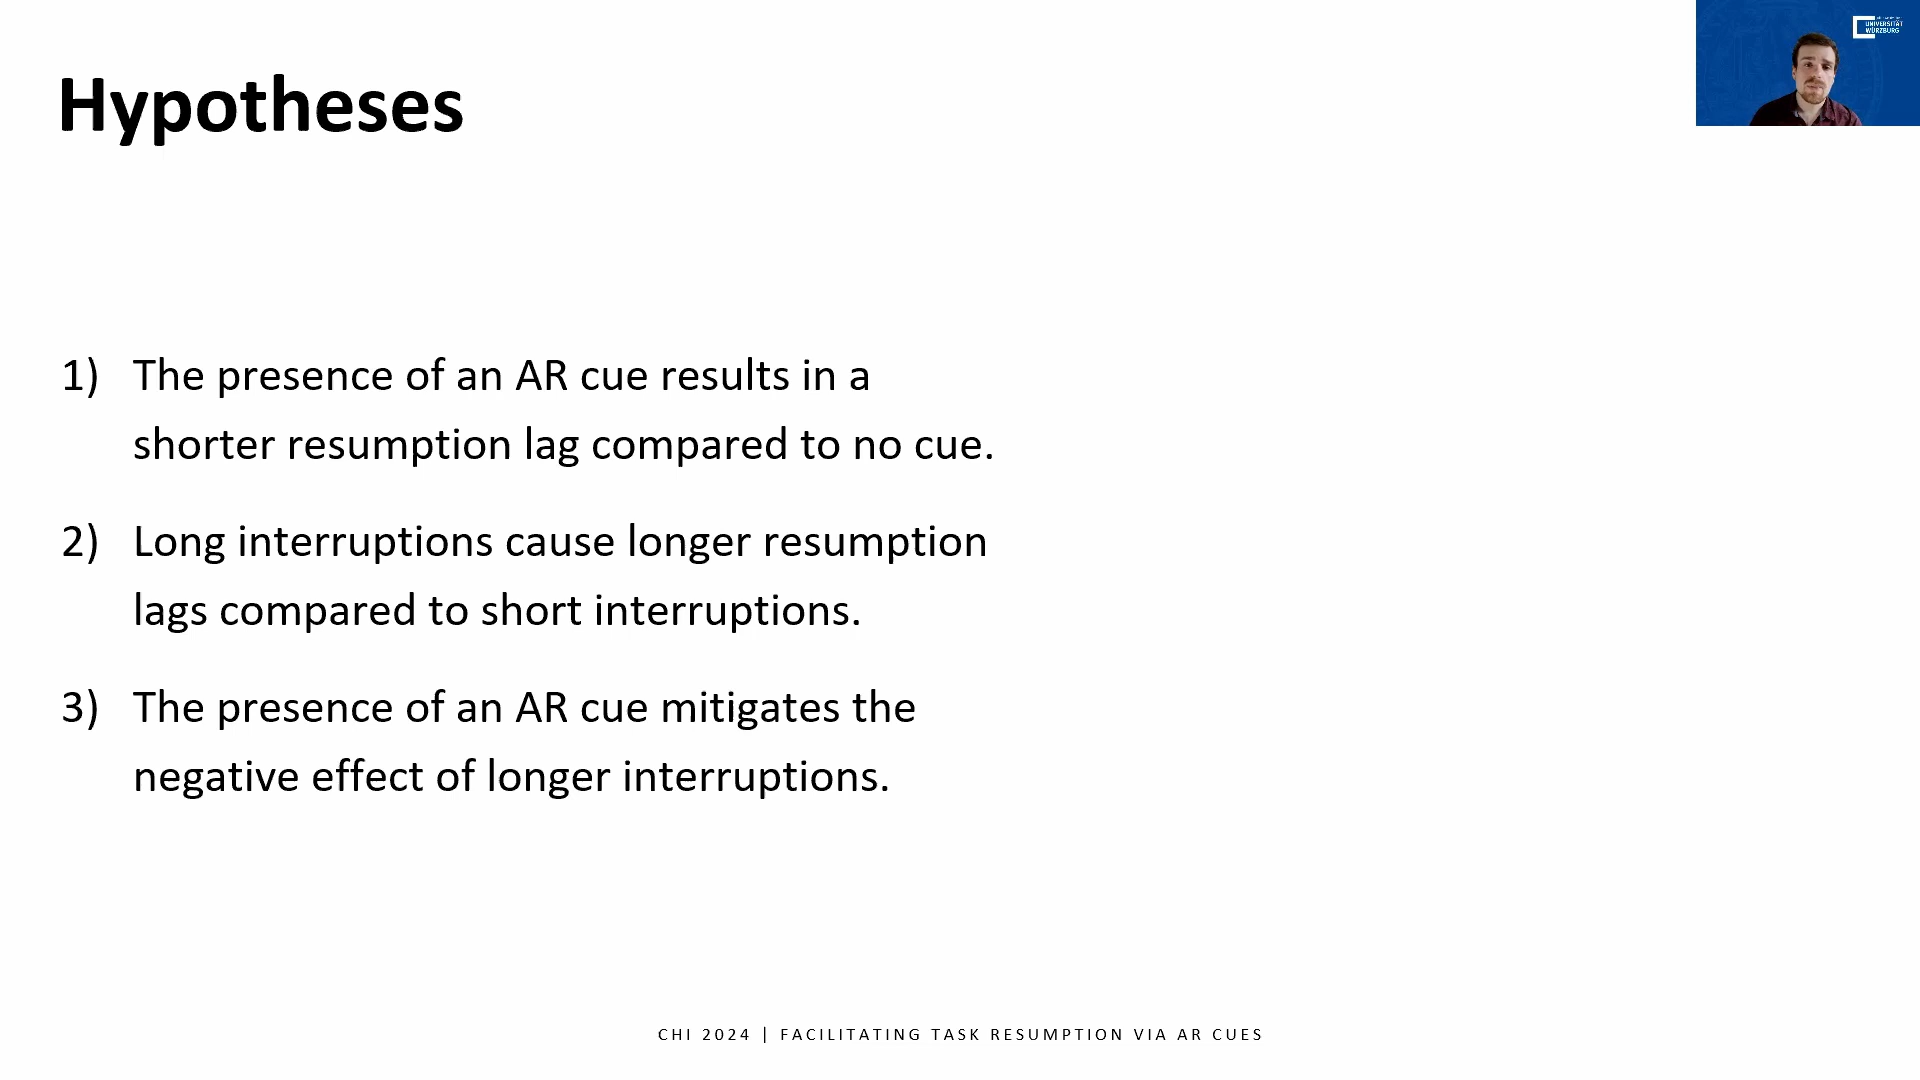 Hypotheses
UNIVERSITÄT
WÜRZBURG
1) The presence of an AR cue results in a
shorter resumption lag compared to no cue.
2) Long interruptions cause longer resumption
lags compared to short interruptions.
3) The presence of an AR cue mitigates the
negative effect of longer interruptions.
CHI 2024 | FACILITATING TASK RESUMPTION VIA AR CUES